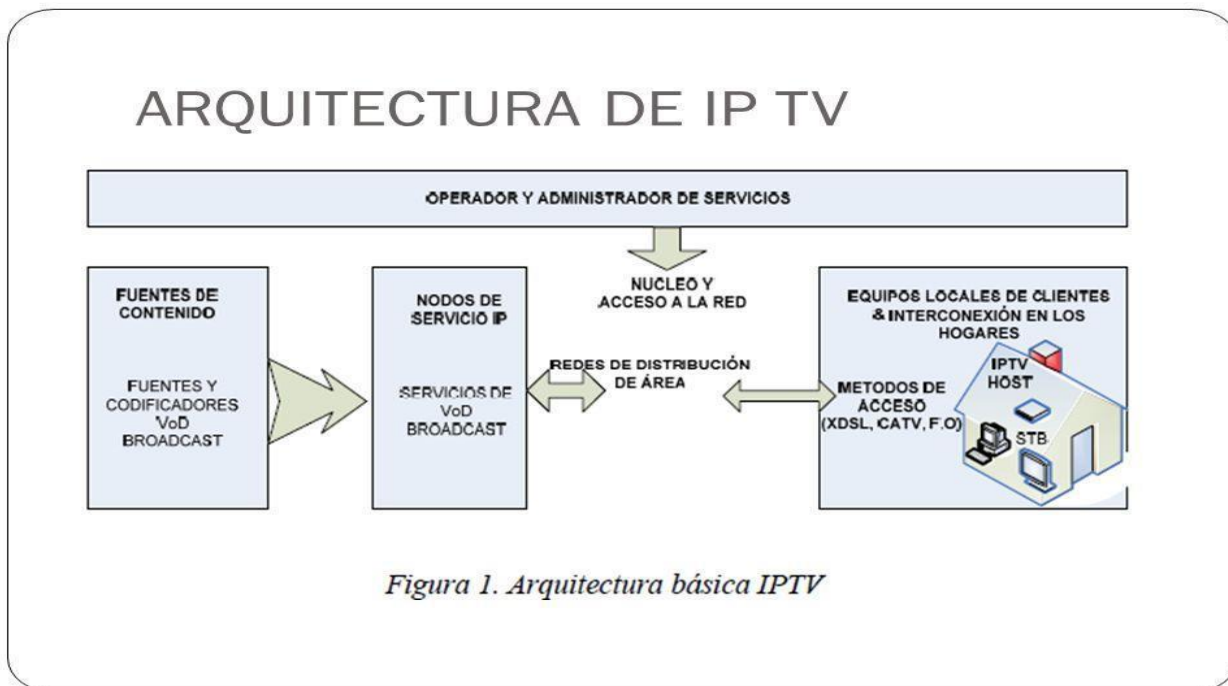 ARQUITECTURA DE IP TV
OPERADOR Y ADMINISTRADOR DE SERVICIOS
FUENTES DE
CONTENIDO
FUENTES Y
CODIFICADORES
VoD
BROADCAST
NODOS DE
SERVICIO IP
SERVICIOS DE
VoD
BROADCAST
NUCLEO Y
ACCESO A LA RED
REDES DE DISTRIBUCIÓN
DE ÁREA
EQUIPOS LOCALES DE CLIENTES
& INTERCONEXIÓN EN LOS
HOGARES
METODOS DE
ACCESO
(XDSL, CATV, F.O)
IPTV
HOST
STB
Figura 1. Arquitectura básica IPTV